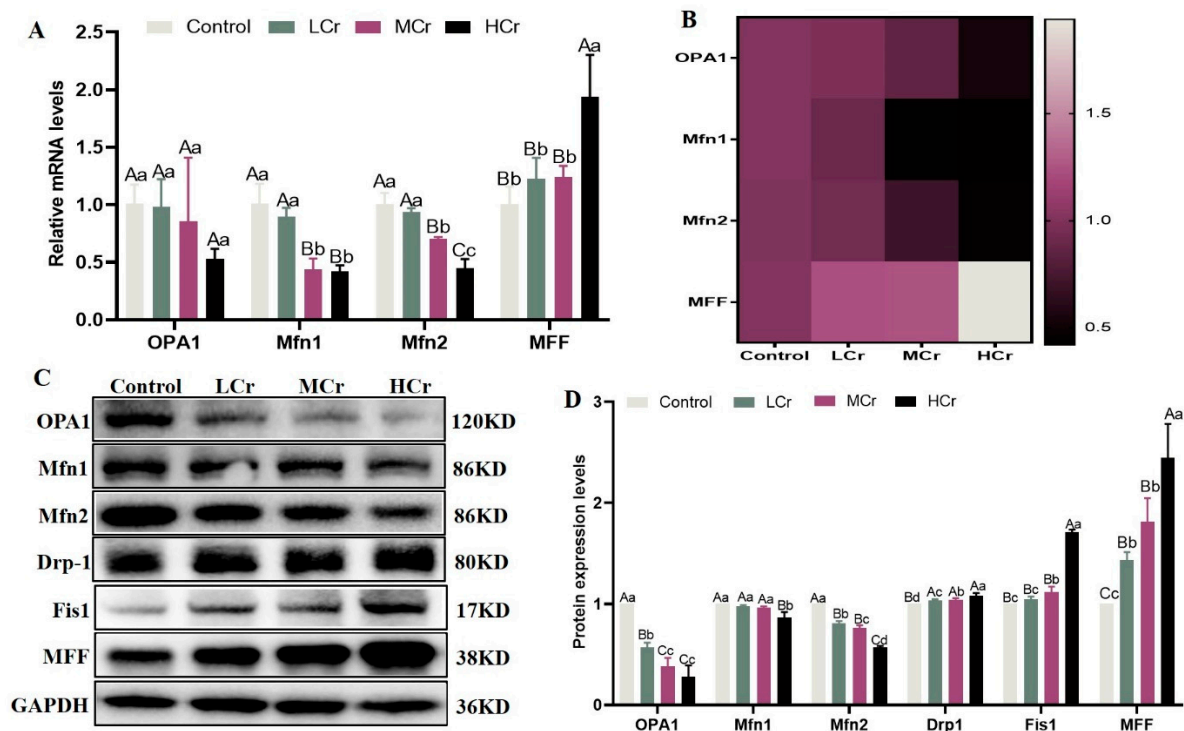 A
Control LCr MCr HCr
Relative mRNA levels
2.5
2.0
1.5
1.0
0.5
0.0
Aa Aa Aa Aa
Aa Aa Bb Bb
Aa Aa Bb Cc
Bb Bb Bb Aa
OPA1 Mfn1 Mfn2 MFF
B
OPA1
Mfn1
Mfn2
MFF
Control LCr MCr HCr
1.5
1.0
0.5
C
Control LCr MCr HCr
OPA1 120KD
Mfn1 86KD
Mfn2 86KD
Drp-1 80KD
Fis1 17KD
MFF 38KD
GAPDH 36KD
D
Control LCr MCr HCr
Protein expression levels
3
2
1
0
Aa Bb Cc Cc
Aa Aa Aa Bb
Aa Bb Bc Cd
Bd Ac Ab Aa
Bc Bc Bb Aa
Cc Bb Bb Aa
OPA1 Mfn1 Mfn2 Drp1 Fis1 MFF